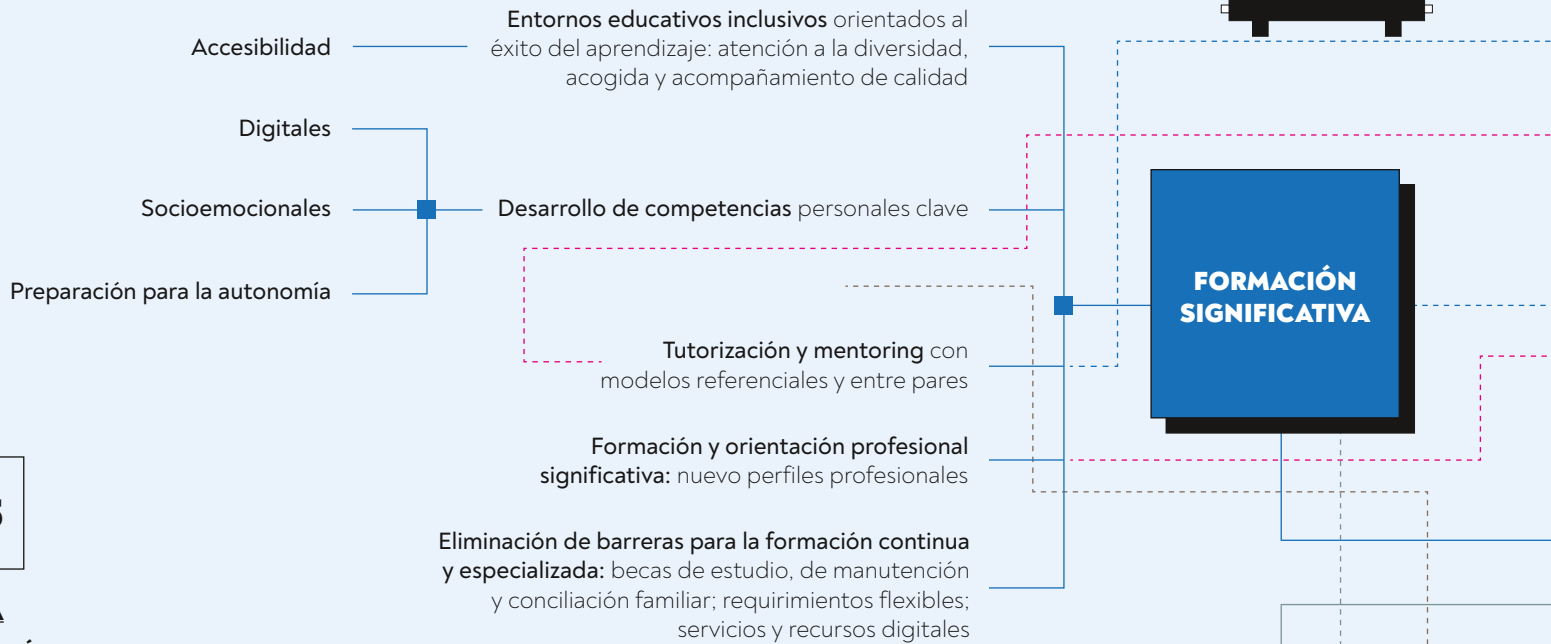 Entornos educativos inclusivos orientados al
éxito del aprendizaje: atención a la diversidad,
acogida y acompañamiento de calidad
Accesibilidad
Digitales
Socioemocionales
Preparación para la autonomía
Desarrollo de competencias personales clave
FORMACIÓN
SIGNIFICATIVA
Tutorización y mentoring con
modelos referenciales y entre pares
Formación y orientación profesional
significativa: nuevo perfiles profesionales
Eliminación de barreras para la formación continua
y especializada: becas de estudio, de manutención
y conciliación familiar; requirimientos flexibles;
servicios y recursos digitales